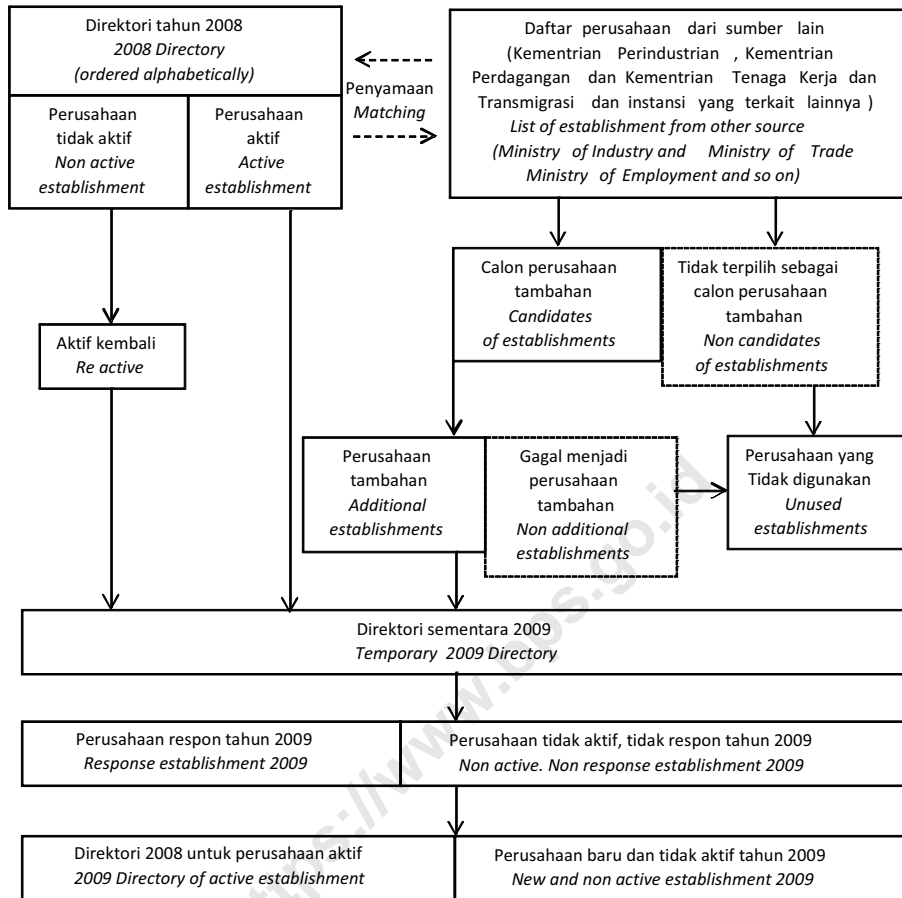 Direktori tahun 2008
2008 Directory
(ordered alphabetically)
Perusahaan
tidak aktif
Non active
establishment
Perusahaan
aktif
Active
establishment
Penyamaan
Matching
Daftar perusahaan dari sumber lain
(Kementrian Perindustrian , Kementrian
Perdagangan dan Kementrian Tenaga Kerja dan
Transmigrasi dan instansi yang terkait lainnya )
List of establishment from other source
(Ministry of Industry and Ministry of Trade
Ministry of Employment and so on)
Calon perusahaan
tambahan
Candidates
of establishments
Tidak terpilih sebagai
calon perusahaan
tambahan
Non candidates
of establishments
Aktif kembali
Re active
Perusahaan
tambahan
Additional
establishments
Gagal menjadi
perusahaan
tambahan
Non additional
establishments
Perusahaan yang
Tidak digunakan
Unused
establishments
Direktori sementara 2009
Temporary 2009 Directory
Perusahaan respon tahun 2009
Response establishment 2009
Perusahaan tidak aktif, tidak respon tahun 2009
Non active. Non response establishment 2009
Direktori 2008 untuk perusahaan aktif
2009 Directory of active establishment
Perusahaan baru dan tidak aktif tahun 2009
New and non active establishment 2009
https://www.bps.go.id